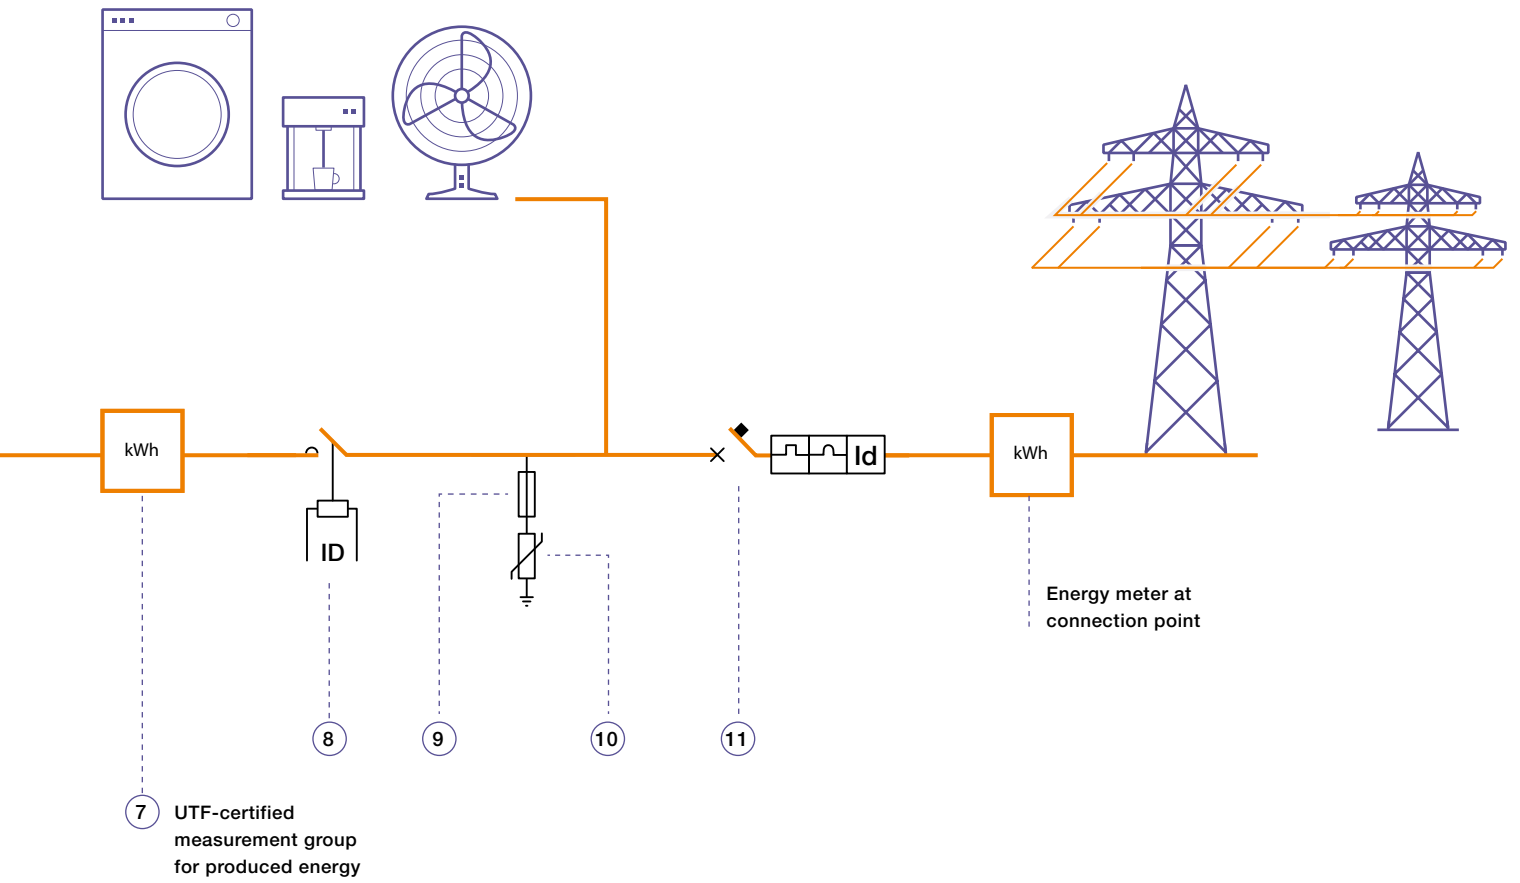 kWh
ID
Id
kWh
Energy meter at
connection point
8
9
10
11
7
UTF-certified
measurement group
for produced energy